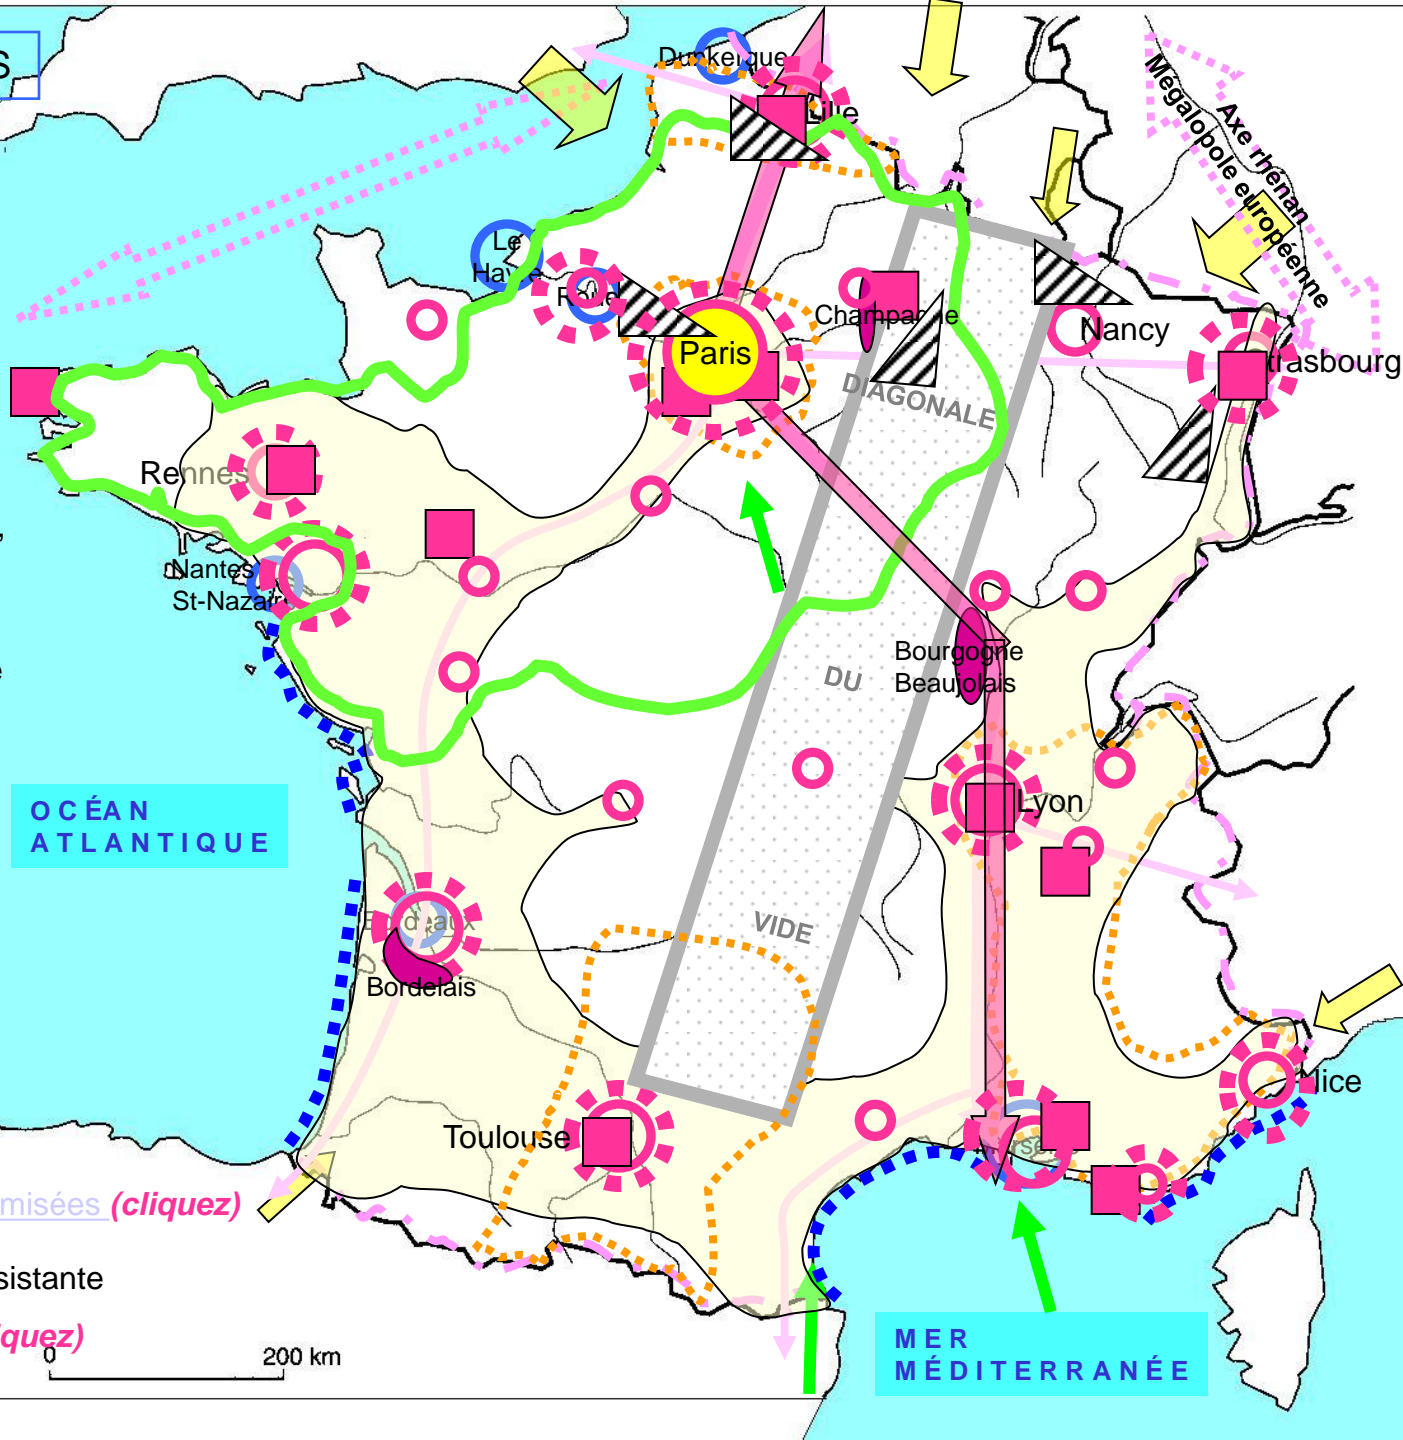 S
Dunkerque
Lille
Mégalopole européenne
Axe rhénan
Le
Havre
Champagne
Nancy
Paris
Strasbourg
DIAGONALE
Rennes
Nantes
St-Nazaire
Bourgogne
Beaujolais
DU
OCÉAN
ATLANTIQUE
Lyon
VIDE
Bordeaux
Bordelais
Nice
Toulouse
misées (cliquez)
sistante
quez)
0
200 km
MER
MÉDITERRANÉE